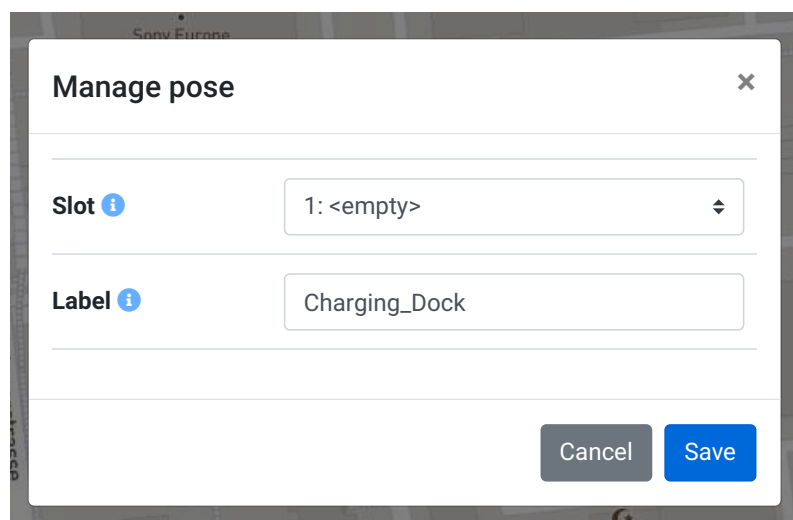 Sony Europe
Manage pose
×
Slot
1: <empty>
Label
Charging_Dock
Cancel
Save